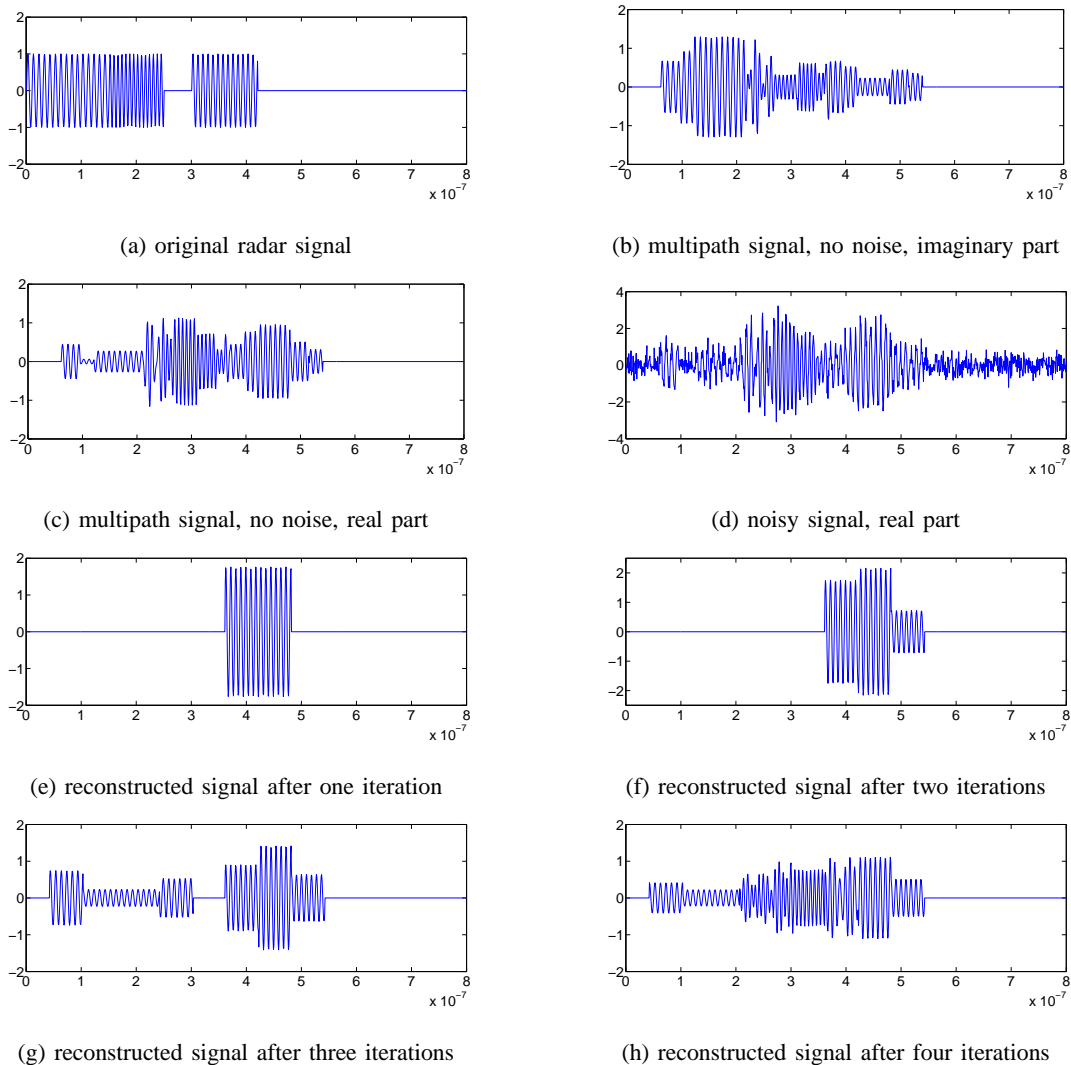 2
1
0
−1
−2
0 1 2 3 4 5 6 7 8
x 10−7
(a) original radar signal
2
1
0
−1
−2
0 1 2 3 4 5 6 7 8
x 10−7
(b) multipath signal, no noise, imaginary part
2
1
0
−1
−2
0 1 2 3 4 5 6 7 8
x 10−7
(c) multipath signal, no noise, real part
4
2
0
−2
−4
0 1 2 3 4 5 6 7 8
x 10−7
(d) noisy signal, real part
2
1
0
−1
−2
0 1 2 3 4 5 6 7 8
x 10−7
(e) reconstructed signal after one iteration
2
1
0
−1
−2
0 1 2 3 4 5 6 7 8
x 10−7
(f) reconstructed signal after two iterations
2
1
0
−1
−2
0 1 2 3 4 5 6 7 8
x 10−7
(g) reconstructed signal after three iterations
2
1
0
−1
−2
0 1 2 3 4 5 6 7 8
x 10−7
(h) reconstructed signal after four iterations